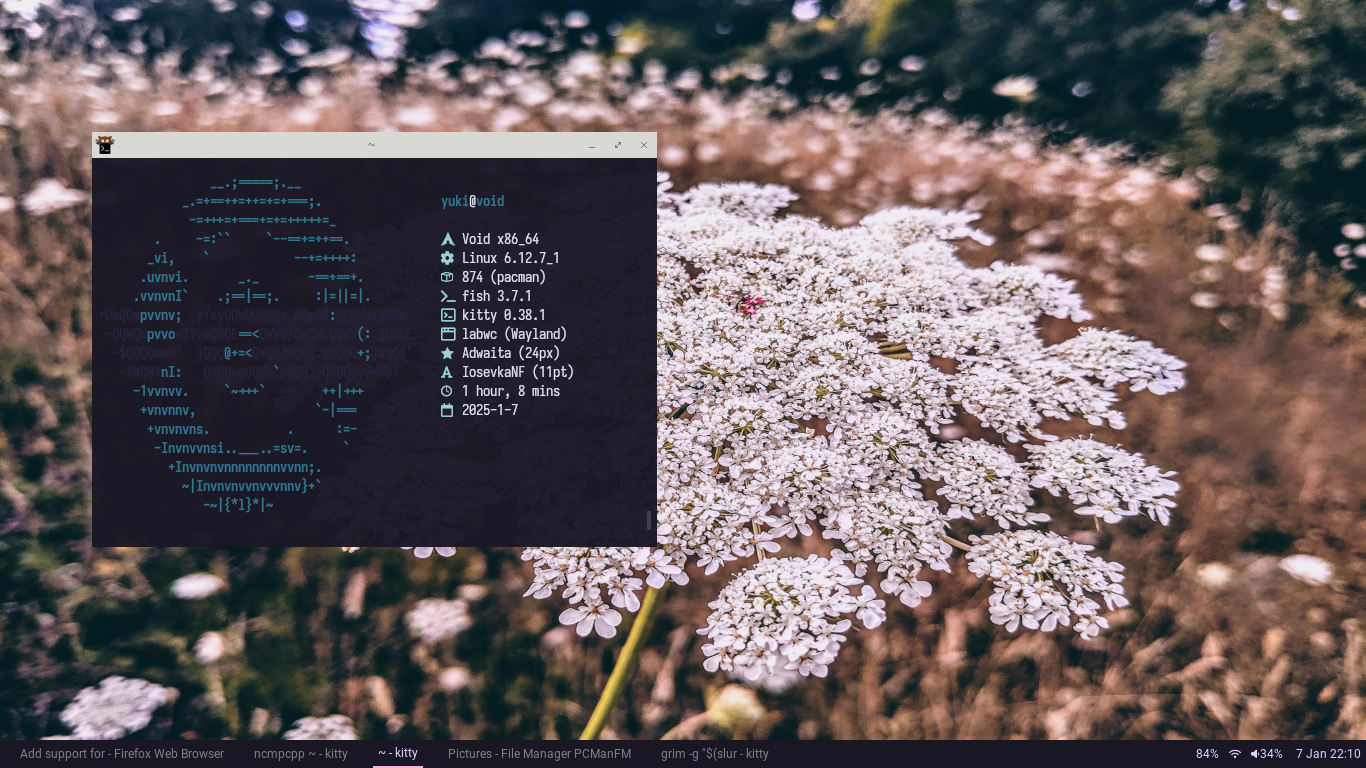 ~
yuki@void
Void x86_64
Linux 6.12.7_1
874 (pacman)
fish 3.7.1
kitty 0.38.1
labwc (Wayland)
Adwaita (24px)
IosevkaNF (11pt)
1 hour, 8 mins
2025-1-7
Add support for - Firefox Web Browser
ncmpcpp ~ - kitty
~ - kitty
Pictures - File Manager PCManFM
grim -g "$(slur - kitty
84%
34%
7 Jan 22:10